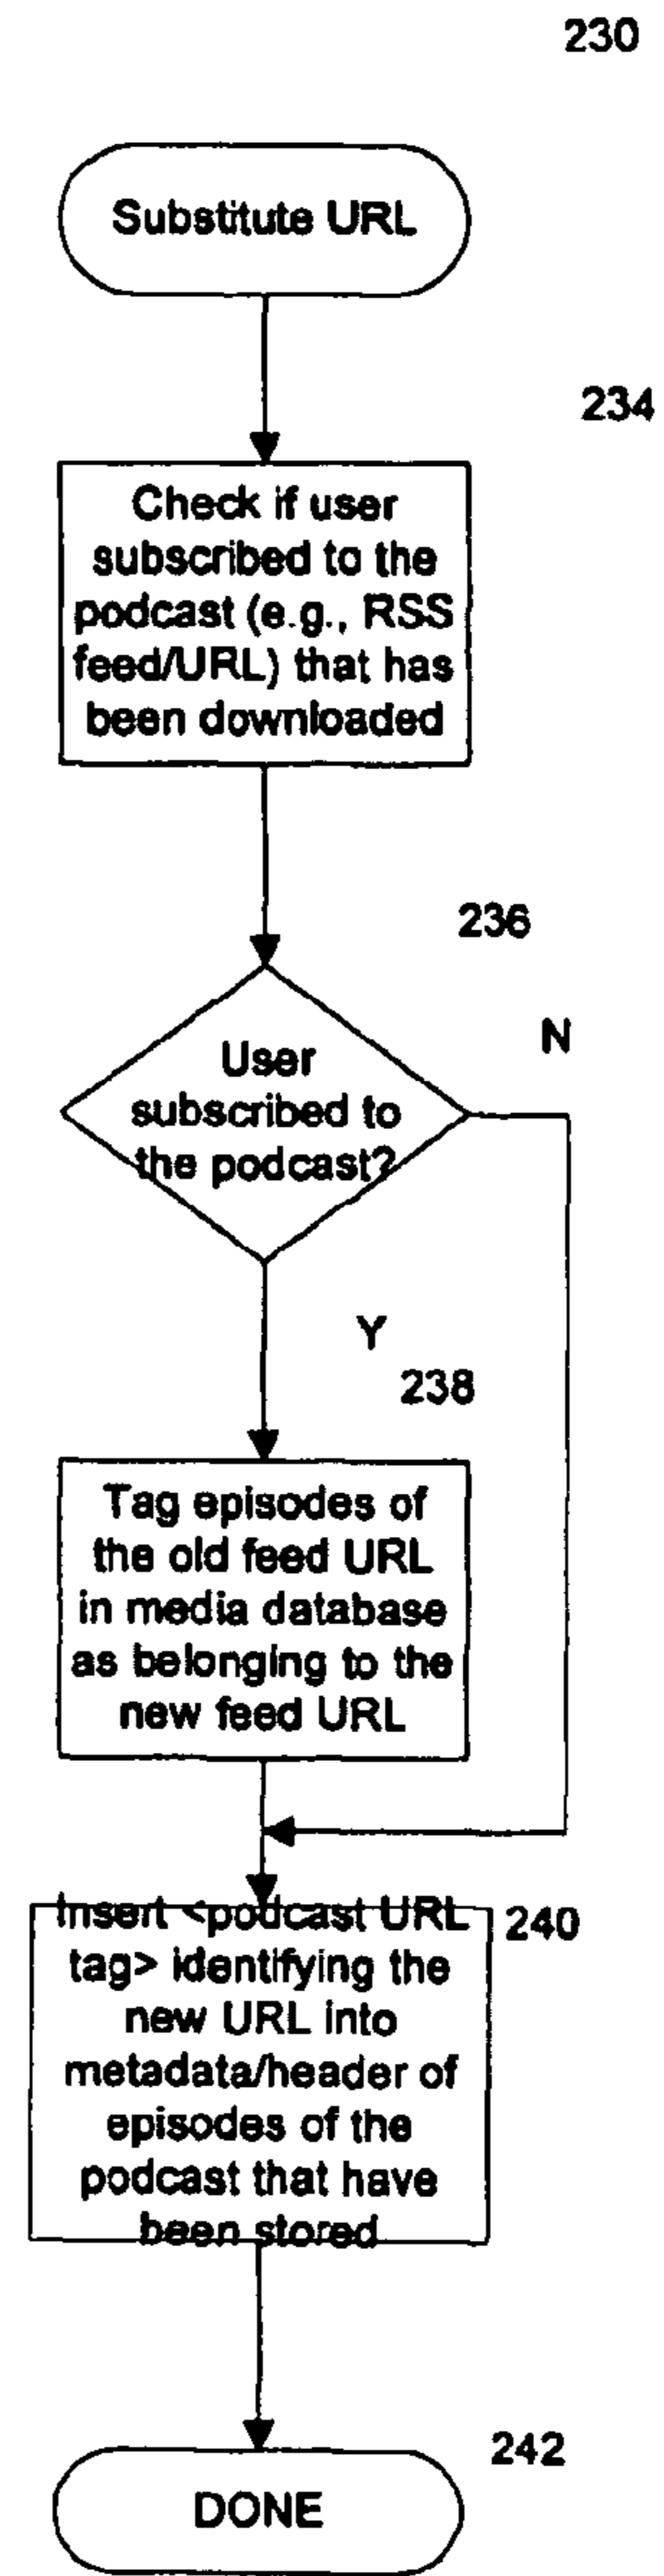 230
Substitute URL
234
Check if user
subscribed to the
podcast (e.g., RSS
feed/URL) that has
been downloaded
236
N
User
subscribed to
the podcast?
Y
238
Tag episodes of
the old feed URL
in media database
as belonging to the
new feed URL
Insert <podcast URL
240
tag> identifying the
new URL into
metadata/header of
episodes of the
podcast that have
been stored
242
DONE